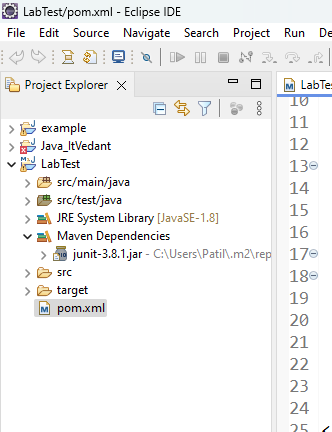 LabTest/pom.xml - Eclipse IDE
File Edit Source Navigate Search Project Ru
Project Explorer
LabTes
example
Java_ItVedant
LabTest
src/main/java
src/test/java
JRE System Library [JavaSE-1.8]
Maven Dependencies
junit-3.8.1.jar - C:\Users\Patil\.m2\rep
src
target
pom.xml
10
11
12
13
14
15
16
17
18
19
20
21
22
23
24
25